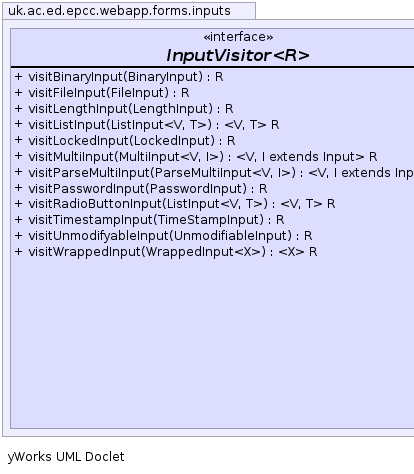 uk.ac.ed.epcc.webapp.forms.inputs
«interface»
InputVisitor<R>
+ visitBinaryInput(BinaryInput) : R
+ visitFileInput(FileInput) : R
+ visitLengthInput(LengthInput) : R
+ visitListInput(ListInput<V, T>) : <V, T> R
+ visitLockedInput(LockedInput) : R
+ visitMultiInput(MultiInput<V, I>) : <V, I extends Input> R
+ visitParseMultiInput(ParseMultiInput<V, I>) : <V, I extends Inp
+ visitPasswordInput(PasswordInput) : R
+ visitRadioButtonInput(ListInput<V, T>) : <V, T> R
+ visitTimestampInput(TimeStampInput) : R
+ visitUnmodifyableInput(UnmodifiableInput) : R
+ visitWrappedInput(WrappedInput<X>) : <X> R
yWorks UML Doclet